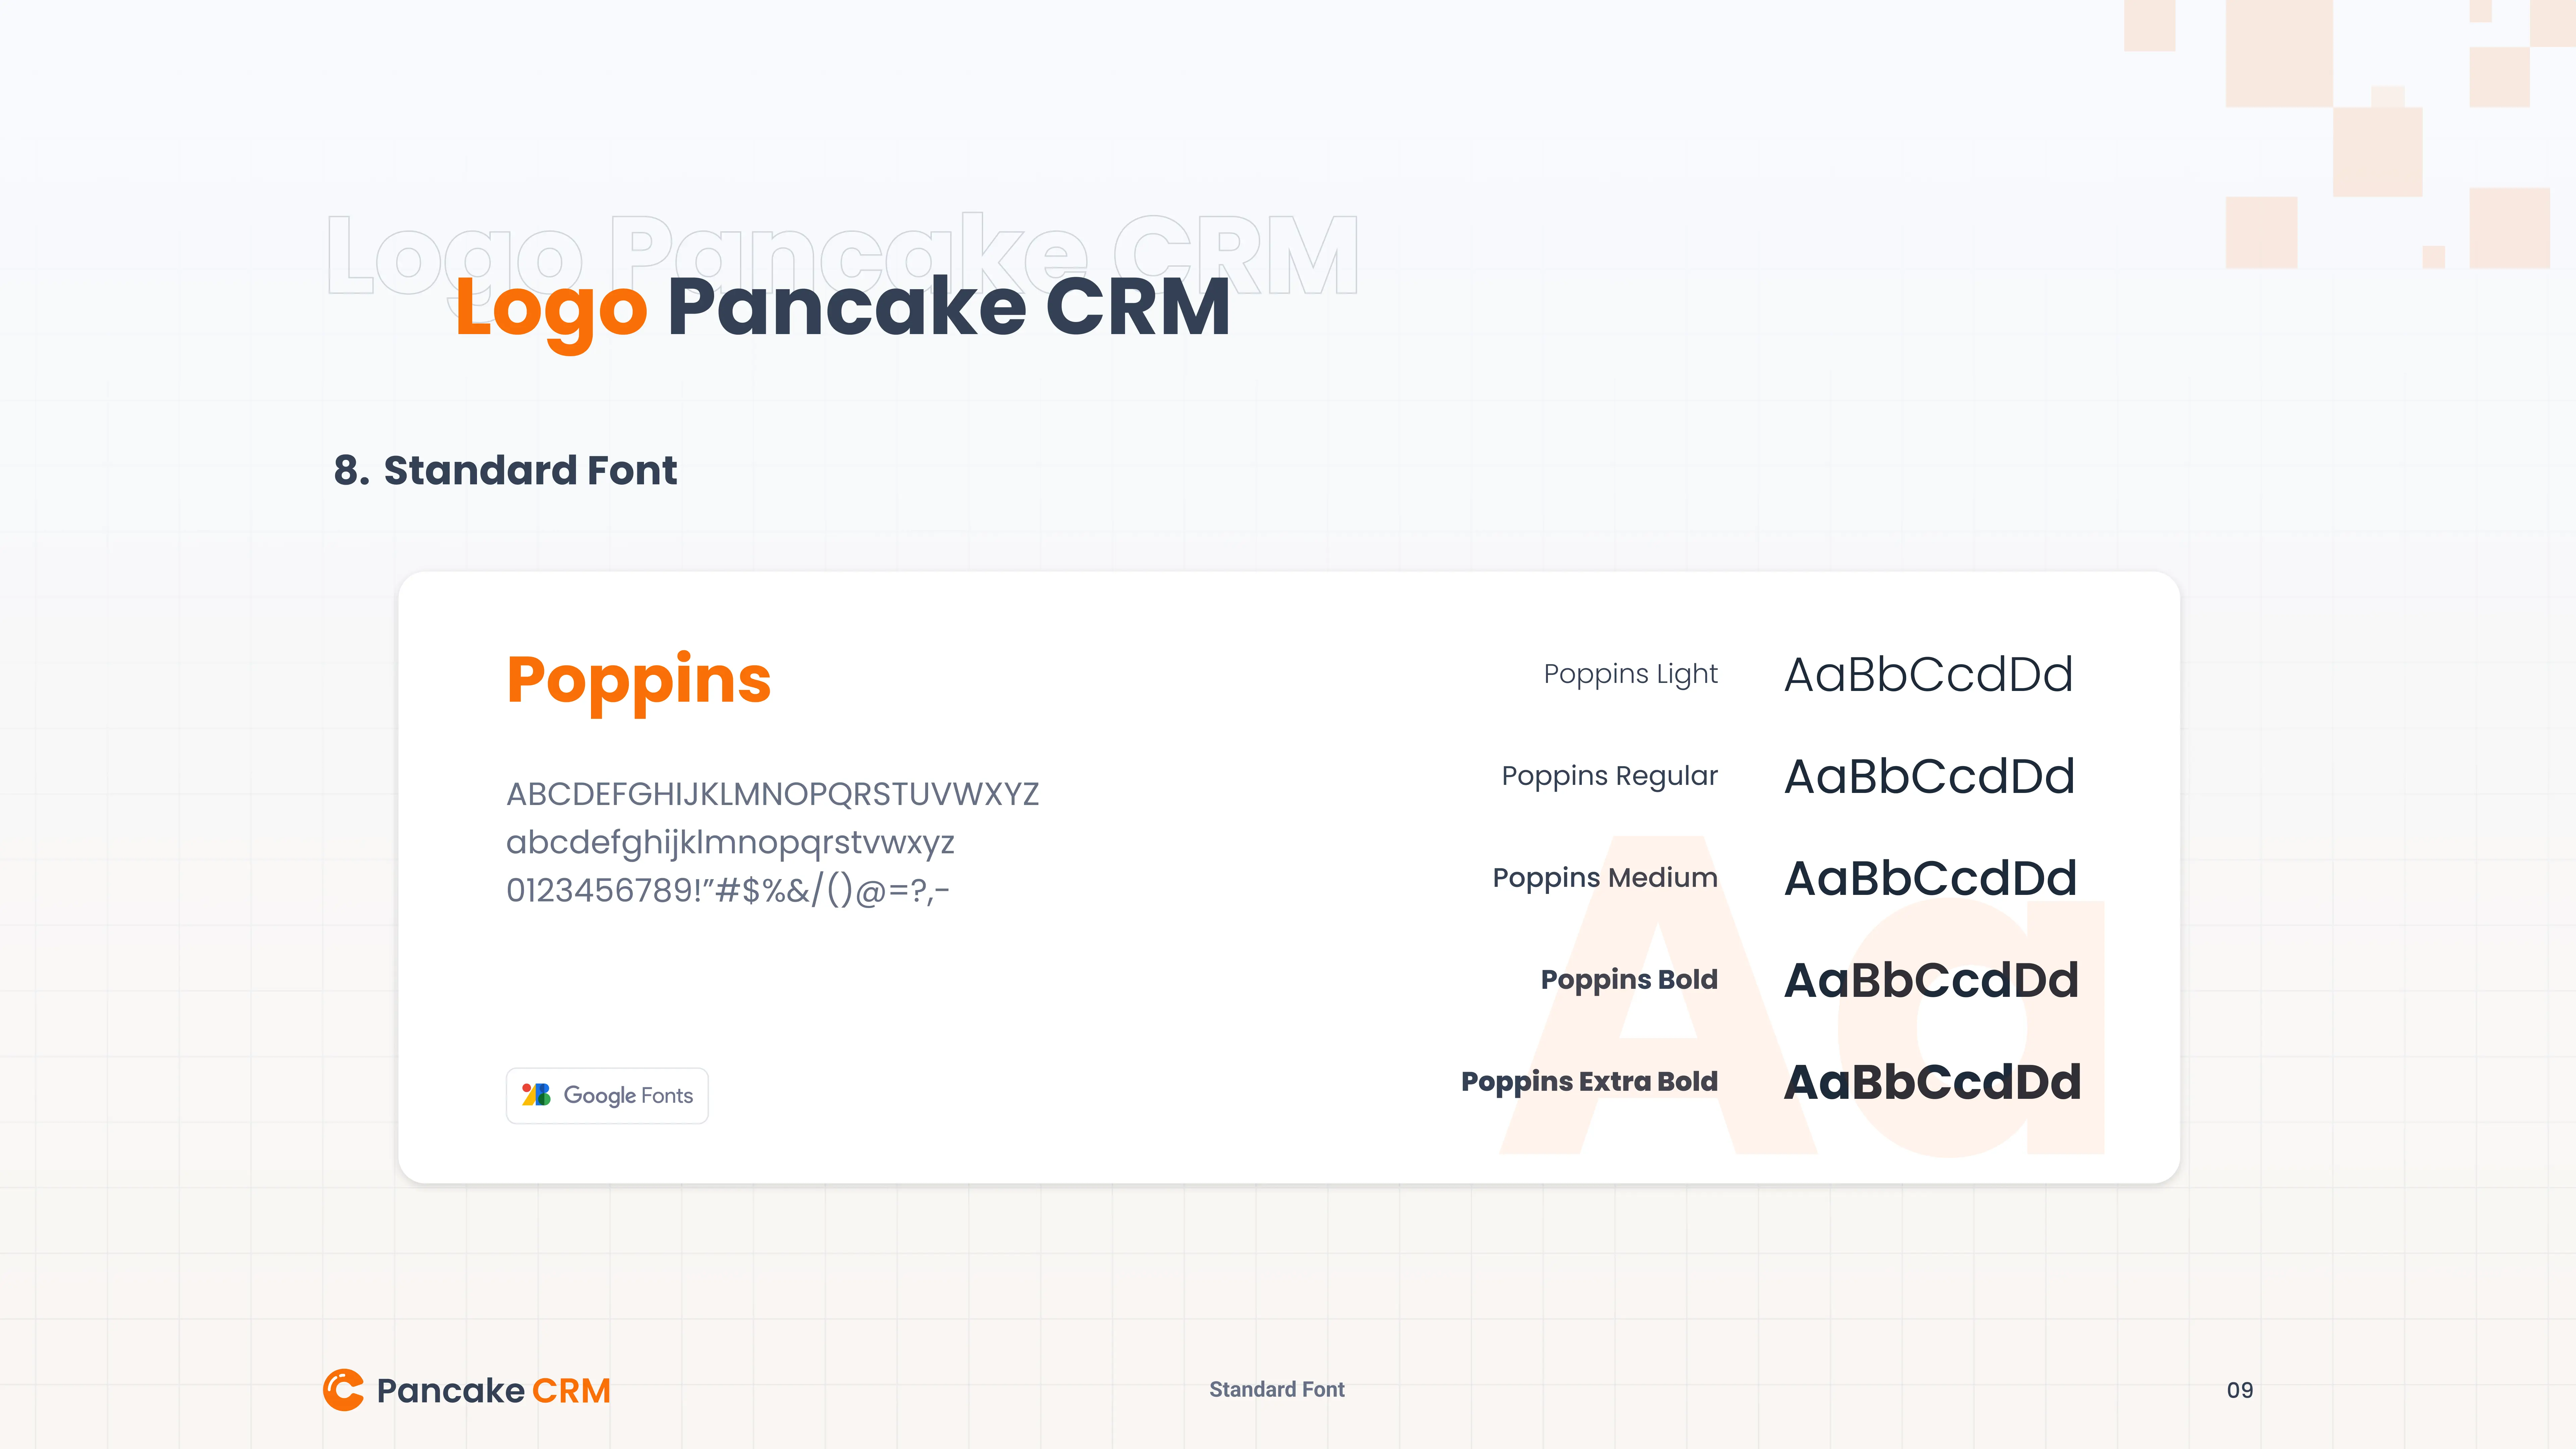 Logo Pancake CRM
Logo Pancake CRM
8. Standard Font
Poppins
ABCDEFGHIJKLMNOPQRSTUVWXYZ
abcdefghijklmnopqrstvwxyz
0123456789!”#$%&/()@=?,-
Google Fonts
Poppins Light AaBbCcdDd
Poppins Regular AaBbCcdDd
Poppins Medium AaBbCcdDd
Poppins Bold AaBbCcdDd
Poppins Extra Bold AaBbCcdDd
Aa
Pancake CRM
Standard Font
09